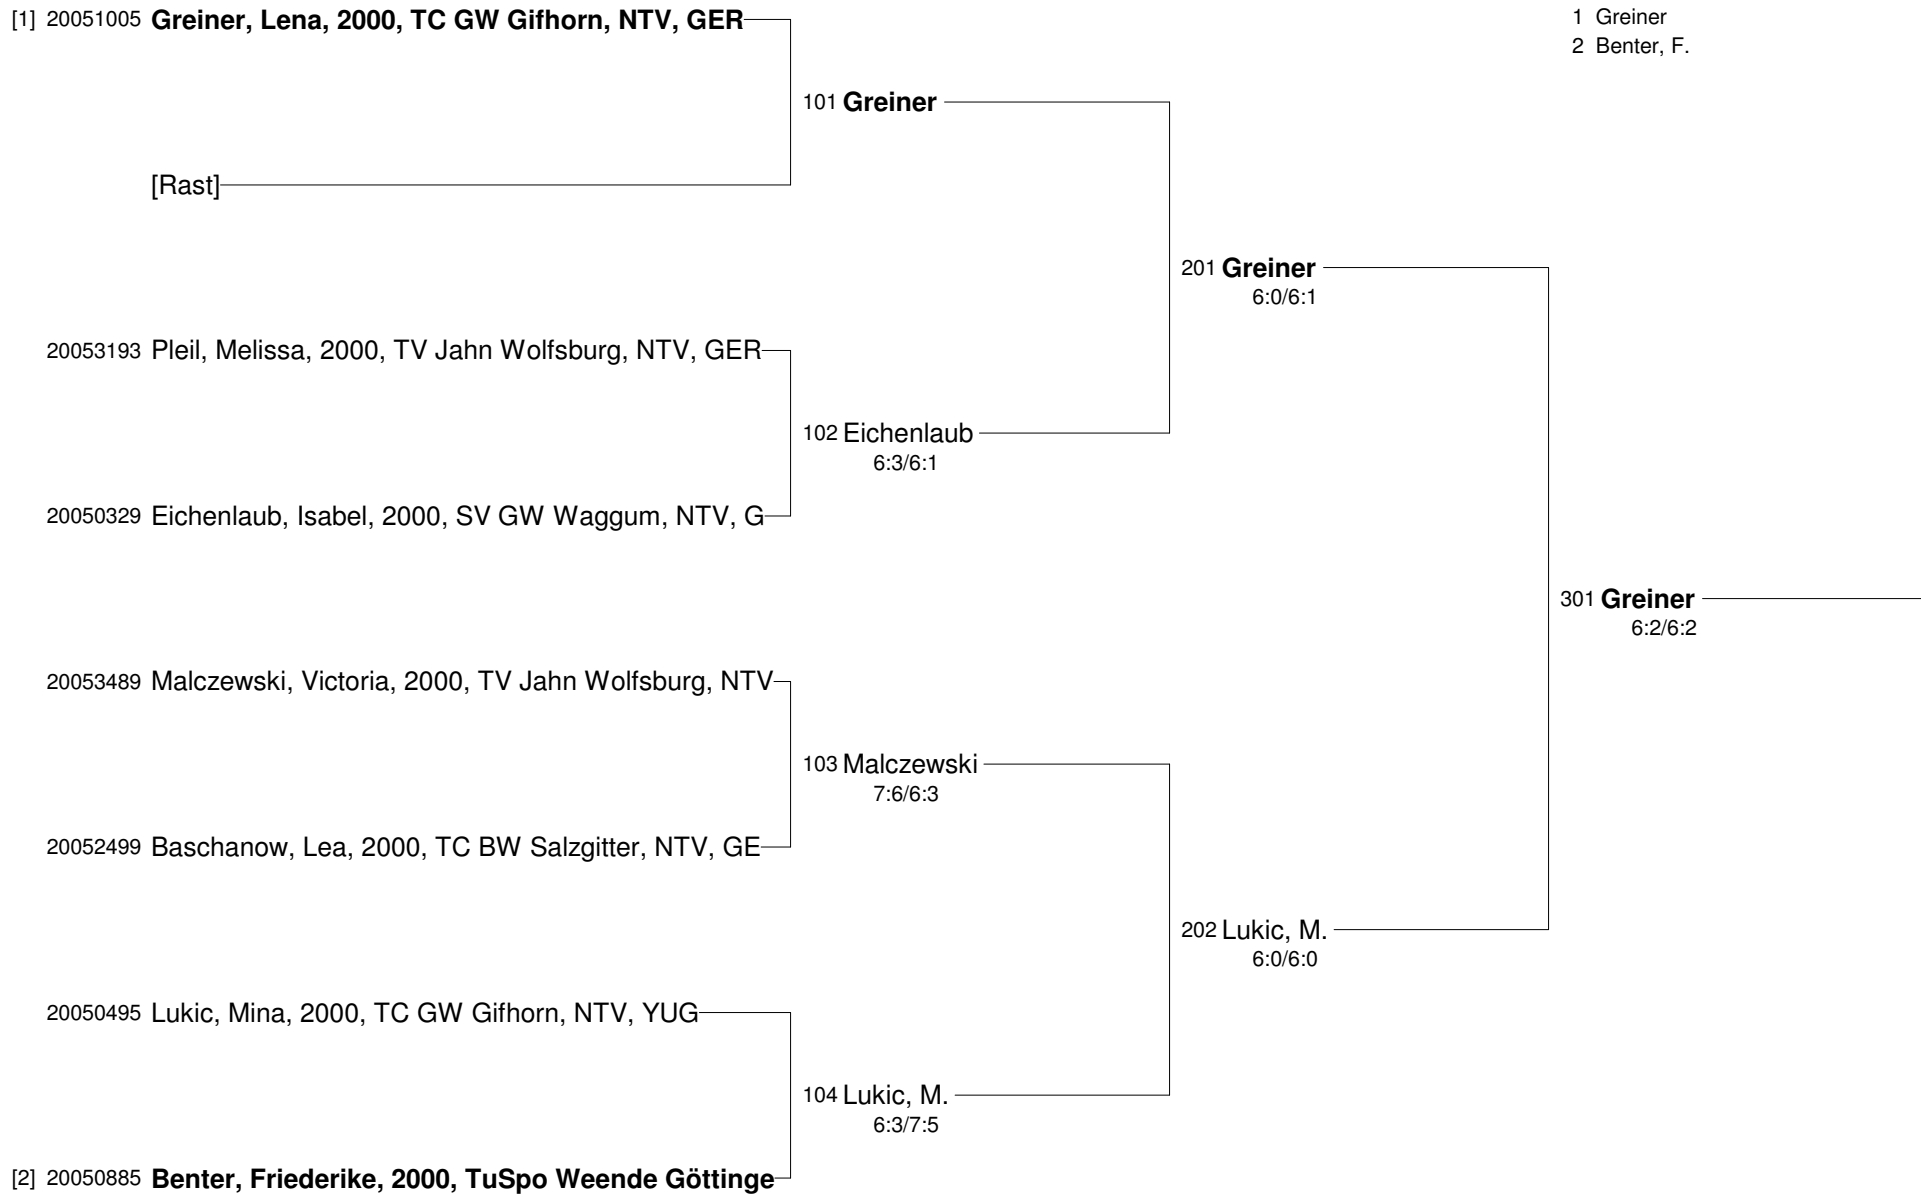 [1] 20051005 Greiner, Lena, 2000, TC GW Gifhorn, NTV, GER
1 Greiner
2 Benter, F.
101 Greiner
[Rast]
201 Greiner
6:0/6:1
20053193 Pleil, Melissa, 2000, TV Jahn Wolfsburg, NTV, GER
102 Eichenlaub
6:3/6:1
20050329 Eichenlaub, Isabel, 2000, SV GW Waggum, NTV, G
301 Greiner
6:2/6:2
20053489 Malczewski, Victoria, 2000, TV Jahn Wolfsburg, NTV
103 Malczewski
7:6/6:3
20052499 Baschanow, Lea, 2000, TC BW Salzgitter, NTV, GE
202 Lukic, M.
6:0/6:0
20050495 Lukic, Mina, 2000, TC GW Gifhorn, NTV, YUG
104 Lukic, M.
6:3/7:5
[2] 20050885 Benter, Friederike, 2000, TuSpo Weende Göttinge